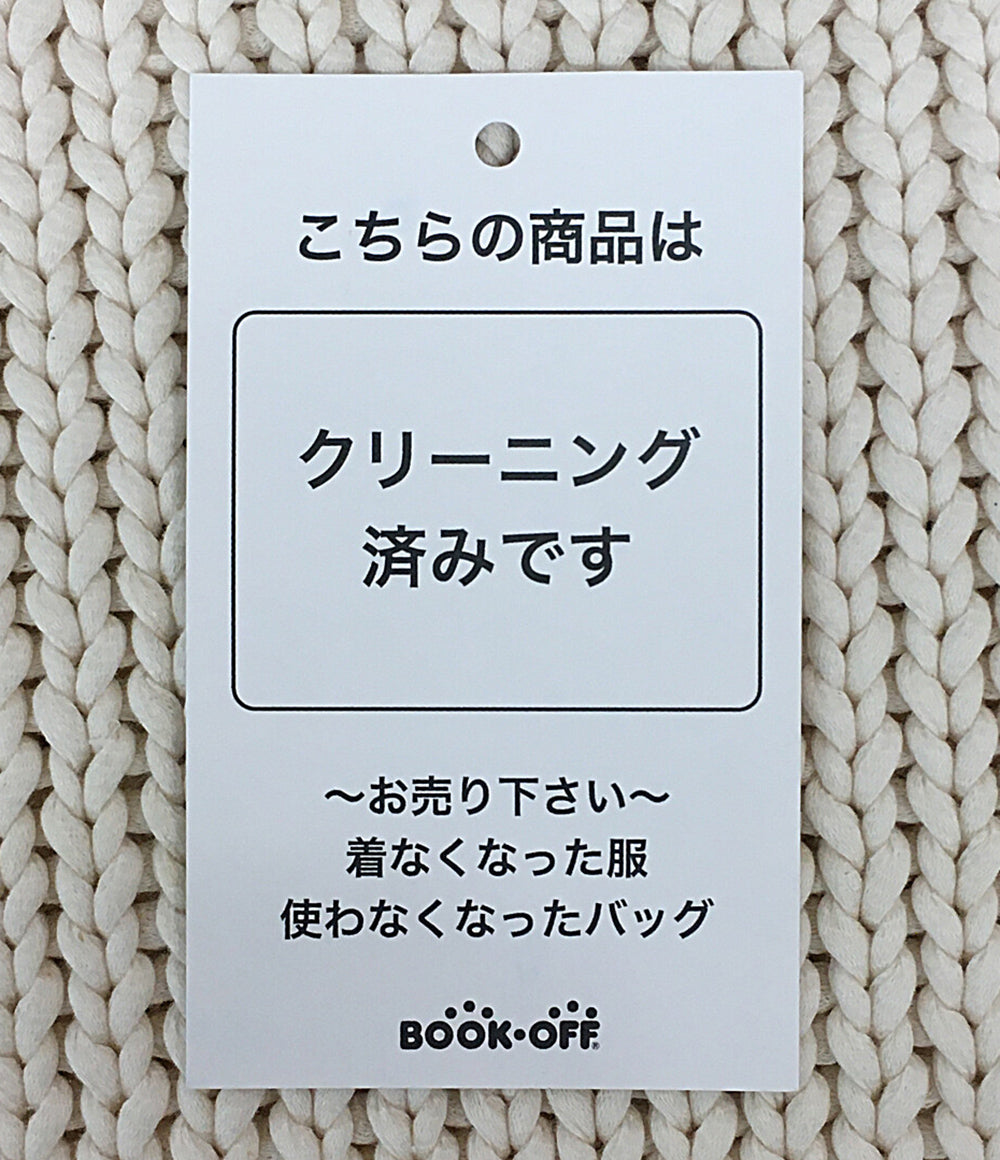 こちらの商品は
クリーニング
済みです
〜お売り下さい〜
着なくなった服
使わなくなったバッグ
BOOK・OFF®